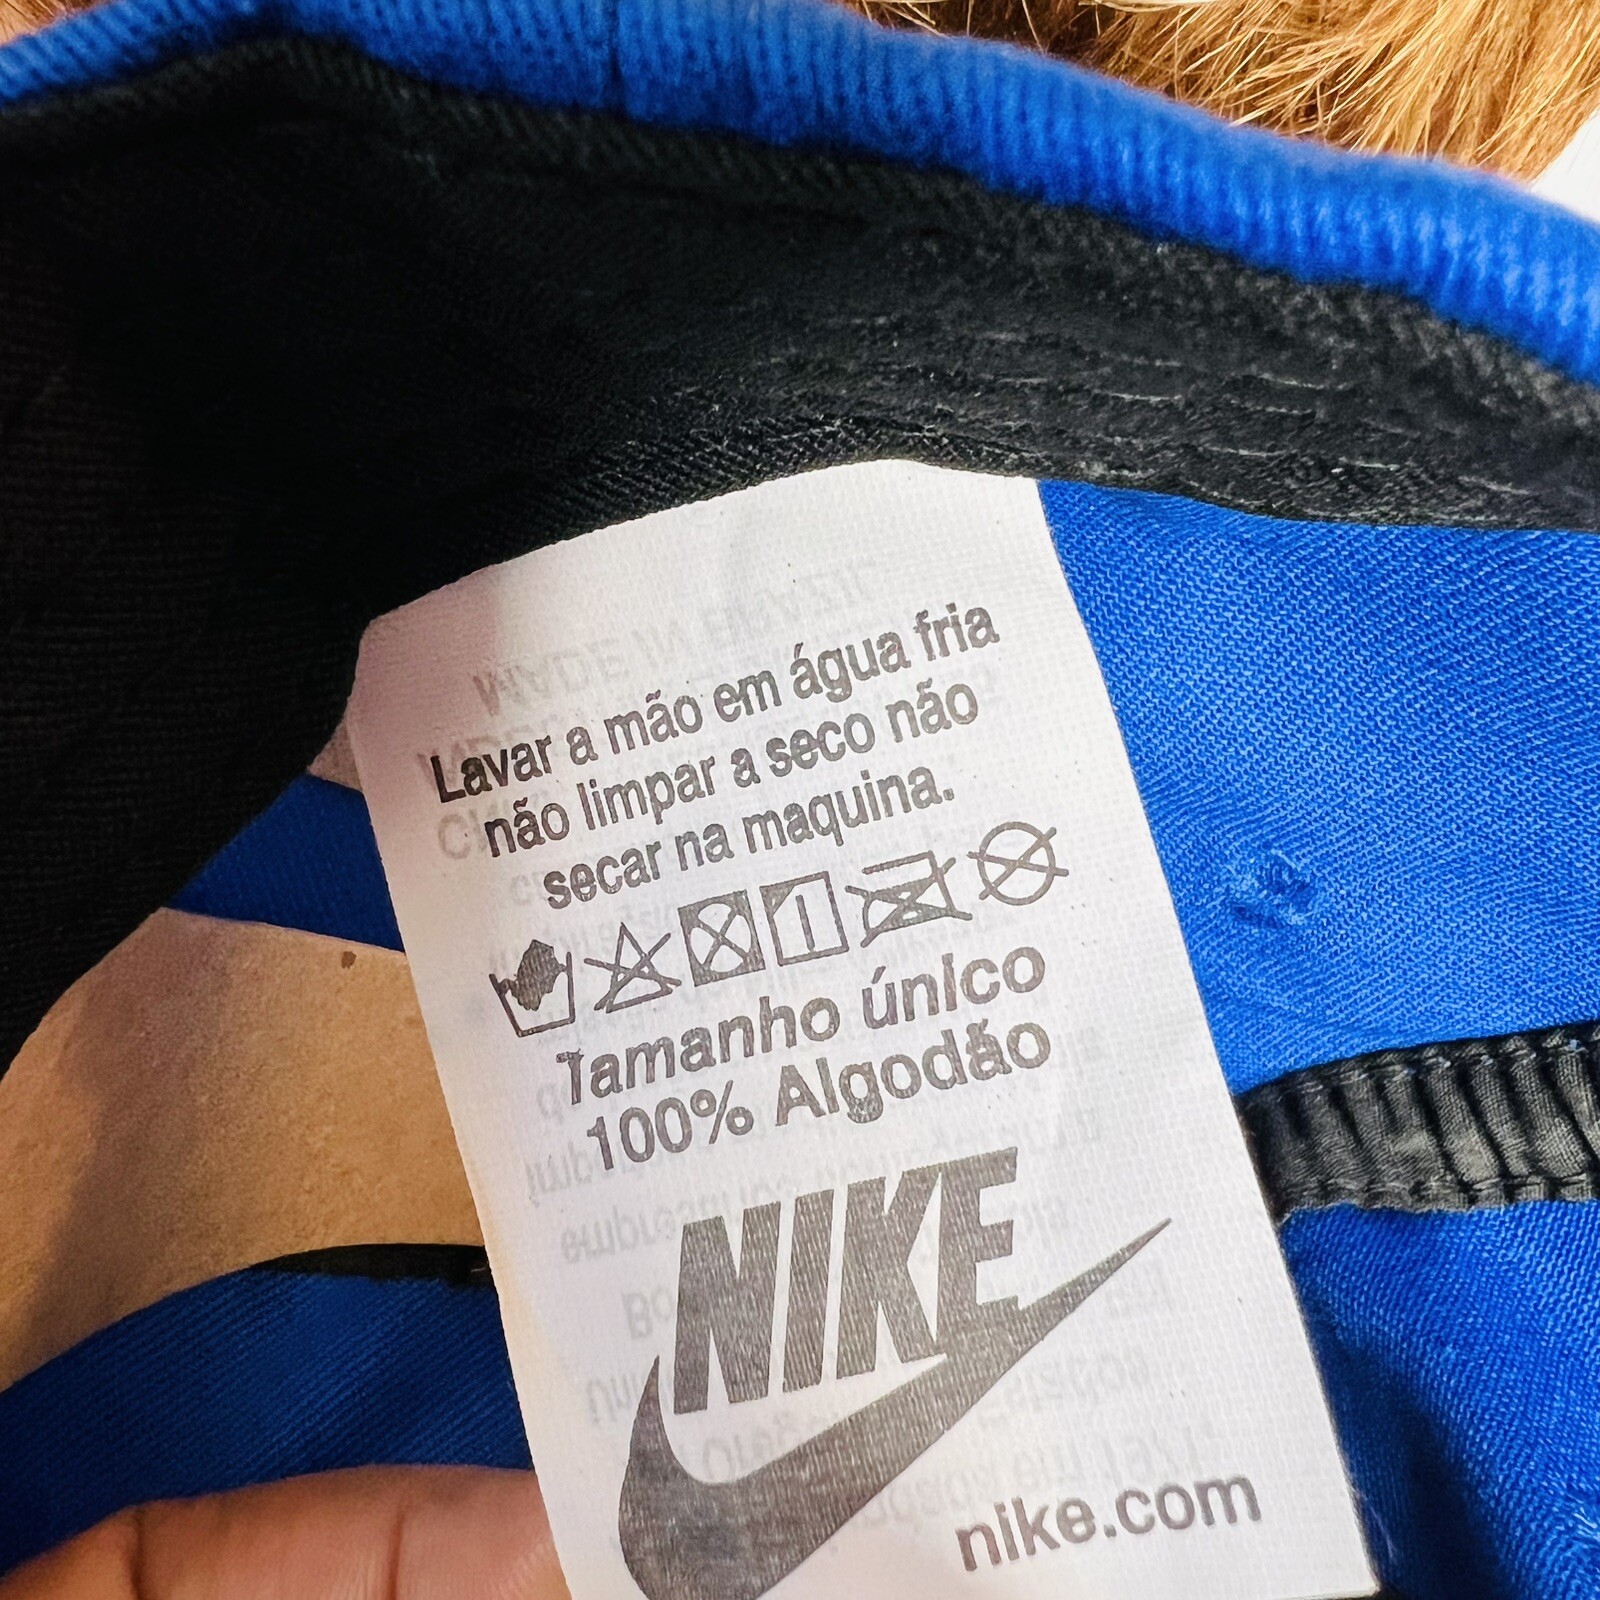 Lavar a mão em água fria
não limpar a seco não
secar na maquina.
Tamanho único
100% Algodão
NIKE
nike.com